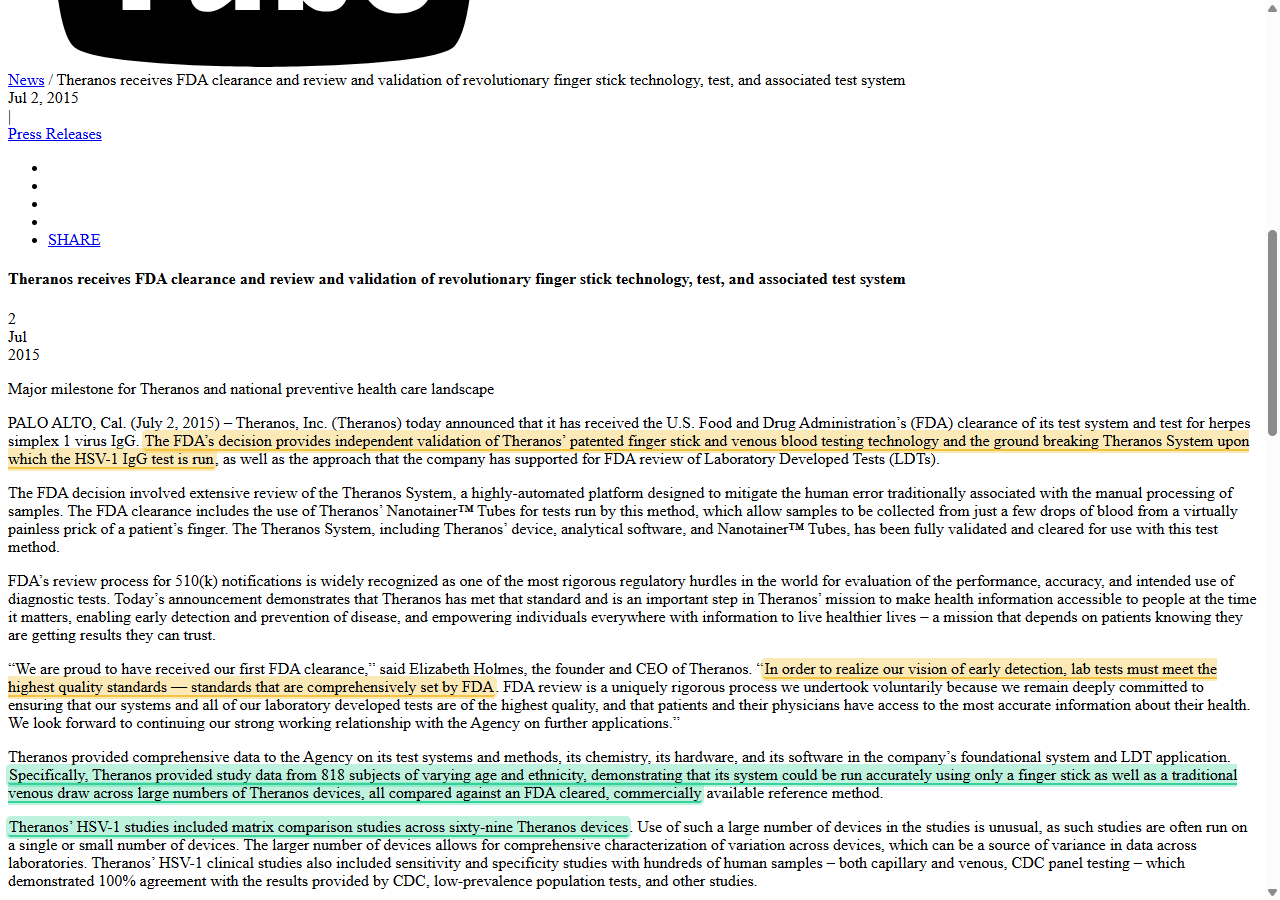 News / Theranos receives FDA clearance and review and validation of revolutionary finger stick technology, test, and associated test system
Jul 2, 2015
|
Press Releases
SHARE
Theranos receives FDA clearance and review and validation of revolutionary finger stick technology, test, and associated test system
2
Jul
2015
Major milestone for Theranos and national preventive health care landscape
PALO ALTO, Cal. (July 2, 2015) – Theranos, Inc. (Theranos) today announced that it has received the U.S. Food and Drug Administration’s (FDA) clearance of its test system and test for herpes
simplex 1 virus IgG. The FDA’s decision provides independent validation of Theranos’ patented finger stick and venous blood testing technology and the ground breaking Theranos System upon
which the HSV-1 IgG test is run, as well as the approach that the company has supported for FDA review of Laboratory Developed Tests (LDTs).
The FDA decision involved extensive review of the Theranos System, a highly-automated platform designed to mitigate the human error traditionally associated with the manual processing of
samples. The FDA clearance includes the use of Theranos’ Nanotainer™ Tubes for tests run by this method, which allow samples to be collected from just a few drops of blood from a virtually
painless prick of a patient’s finger. The Theranos System, including Theranos’ device, analytical software, and Nanotainer™ Tubes, has been fully validated and cleared for use with this test
method.
FDA’s review process for 510(k) notifications is widely recognized as one of the most rigorous regulatory hurdles in the world for evaluation of the performance, accuracy, and intended use of
diagnostic tests. Today’s announcement demonstrates that Theranos has met that standard and is an important step in Theranos’ mission to make health information accessible to people at the time
it matters, enabling early detection and prevention of disease, and empowering individuals everywhere with information to live healthier lives – a mission that depends on patients knowing they
are getting results they can trust.
“We are proud to have received our first FDA clearance,” said Elizabeth Holmes, the founder and CEO of Theranos. “In order to realize our vision of early detection, lab tests must meet the
highest quality standards — standards that are comprehensively set by FDA. FDA review is a uniquely rigorous process we undertook voluntarily because we remain deeply committed to
ensuring that our systems and all of our laboratory developed tests are of the highest quality, and that patients and their physicians have access to the most accurate information about their health.
We look forward to continuing our strong working relationship with the Agency on further applications.”
Theranos provided comprehensive data to the Agency on its test systems and methods, its chemistry, its hardware, and its software in the company’s foundational system and LDT application.
Specifically, Theranos provided study data from 818 subjects of varying age and ethnicity, demonstrating that its system could be run accurately using only a finger stick as well as a traditional
venous draw across large numbers of Theranos devices, all compared against an FDA cleared, commercially available reference method.
Theranos’ HSV-1 studies included matrix comparison studies across sixty-nine Theranos devices. Use of such a large number of devices in the studies is unusual, as such studies are often run on
a single or small number of devices. The larger number of devices allows for comprehensive characterization of variation across devices, which can be a source of variance in data across
laboratories. Theranos’ HSV-1 clinical studies also included sensitivity and specificity studies with hundreds of human samples – both capillary and venous, CDC panel testing – which
demonstrated 100% agreement with the results provided by CDC, low-prevalence population tests, and other studies.